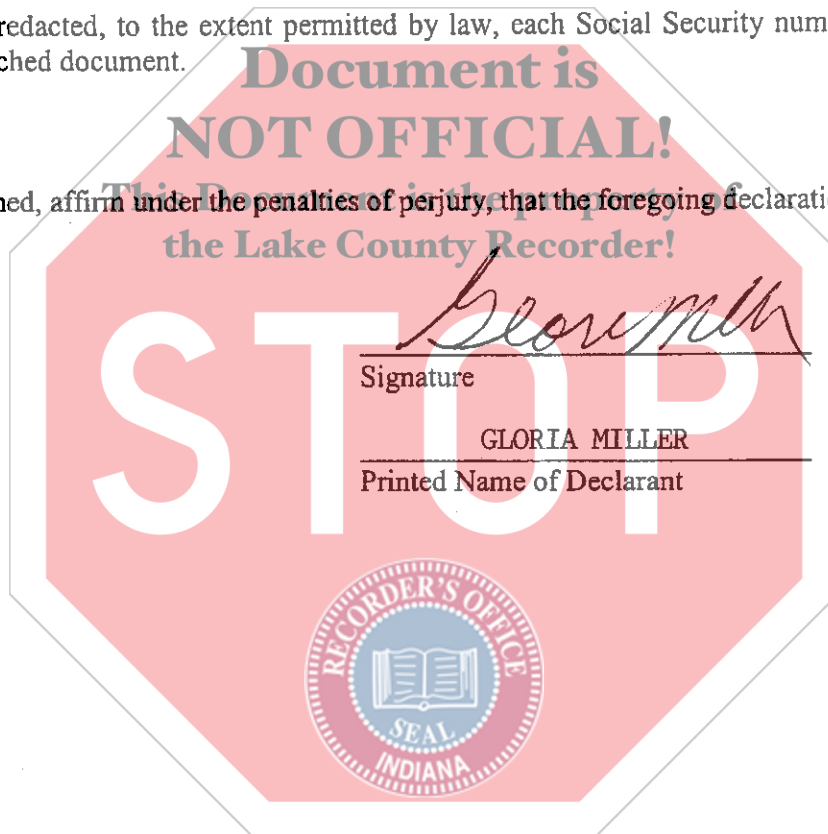 redacted, to the extent permitted by law, each Social Security num
ched document.
Document is
NOT OFFICIAL!
ned, affirm under the penalties of perjury, that the foregoing declarati
This Document is the property of
the Lake County Recorder!
STOP
Signature
GLORIA MILLER
Printed Name of Declarant
RECORDER'S OFFICE
SEAL
INDIANA